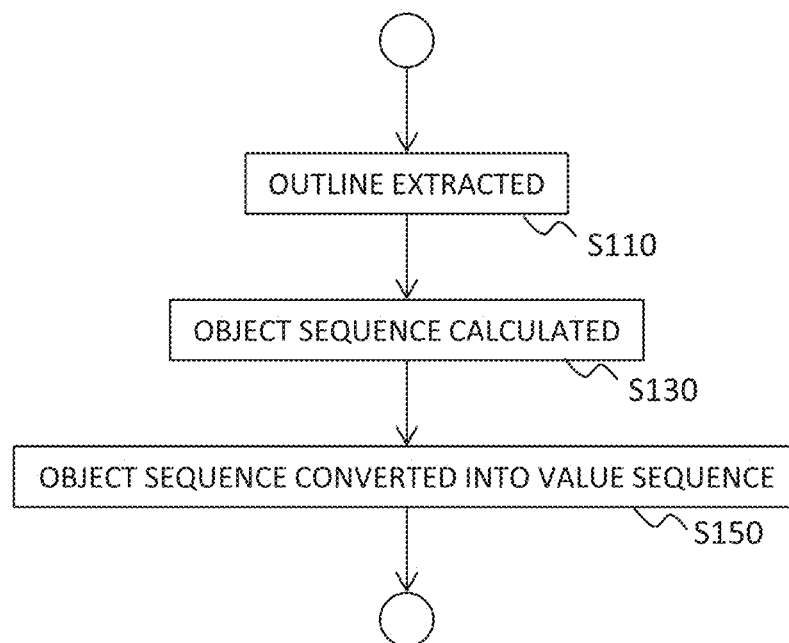 OUTLINE EXTRACTED
S110
OBJECT SEQUENCE CALCULATED
S130
OBJECT SEQUENCE CONVERTED INTO VALUE SEQUENCE
S150